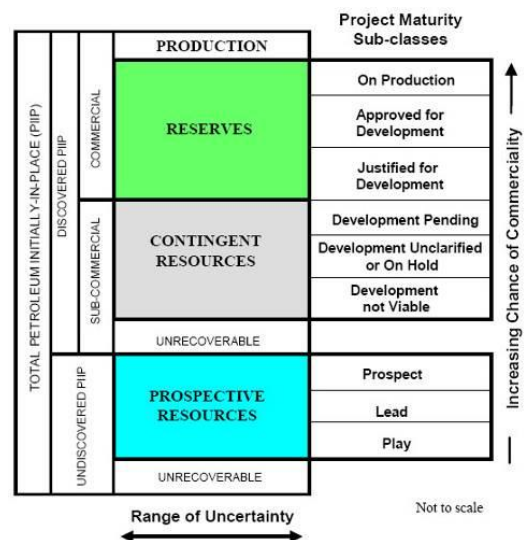 Project Maturity
Sub-classes
PRODUCTION
On Production
RESERVES
Approved for
Development
Justified for
Development
Development Pending
CONTINGENT
RESOURCES
Development Unclarified
or On Hold
Development
not Viable
UNRECOVERABLE
Prospect
PROSPECTIVE
RESOURCES
Lead
Play
UNRECOVERABLE
TOTAL PETROLEUM INITIALLY-IN-PLACE (PIIP)
DISCOVERED PIIP
UNDISCOVERED PIIP
COMMERCIAL
SUB-COMMERCIAL
Increasing Chance of Commerciality
Not to scale
Range of Uncertainty